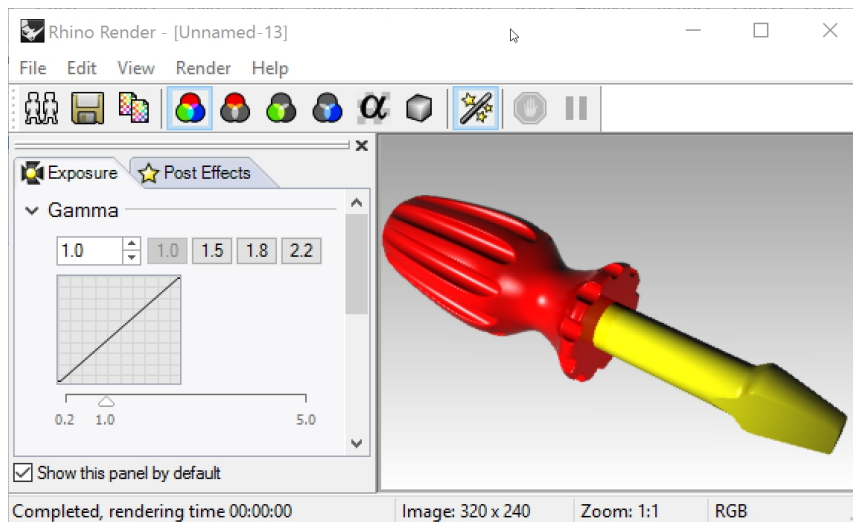 Rhino Render - [Unnamed-13]
File Edit View Render Help
α
Exposure Post Effects
Gamma
1.0 1.0 1.5 1.8 2.2
0.2 1.0 5.0
Show this panel by default
Completed, rendering time 00:00:00 Image: 320 x 240 Zoom: 1:1 RGB